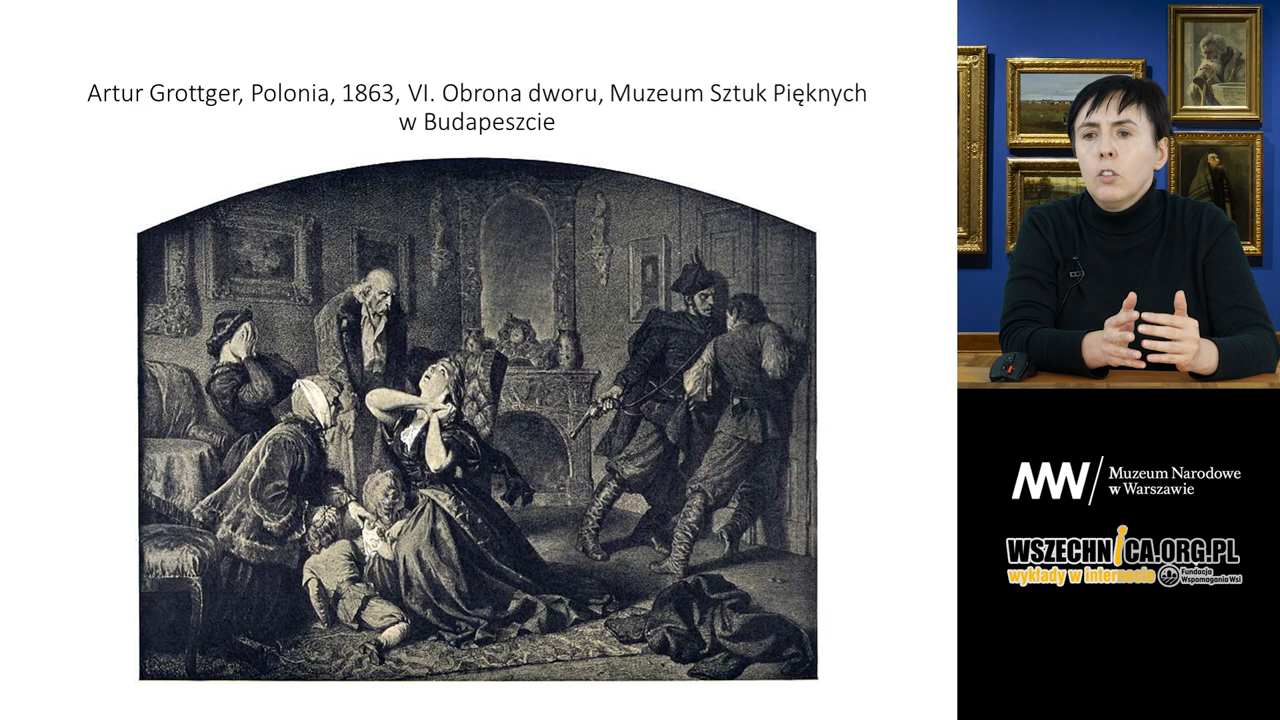 Artur Grottger, Polonia, 1863, VI. Obrona dworu, Muzeum Sztuk Pięknych
w Budapeszcie
Muzeum Narodowe
w Warszawie
WSZECHNICA.ORG.PL
wykłady w internecie
Fundacja
Wspomagania Wsi